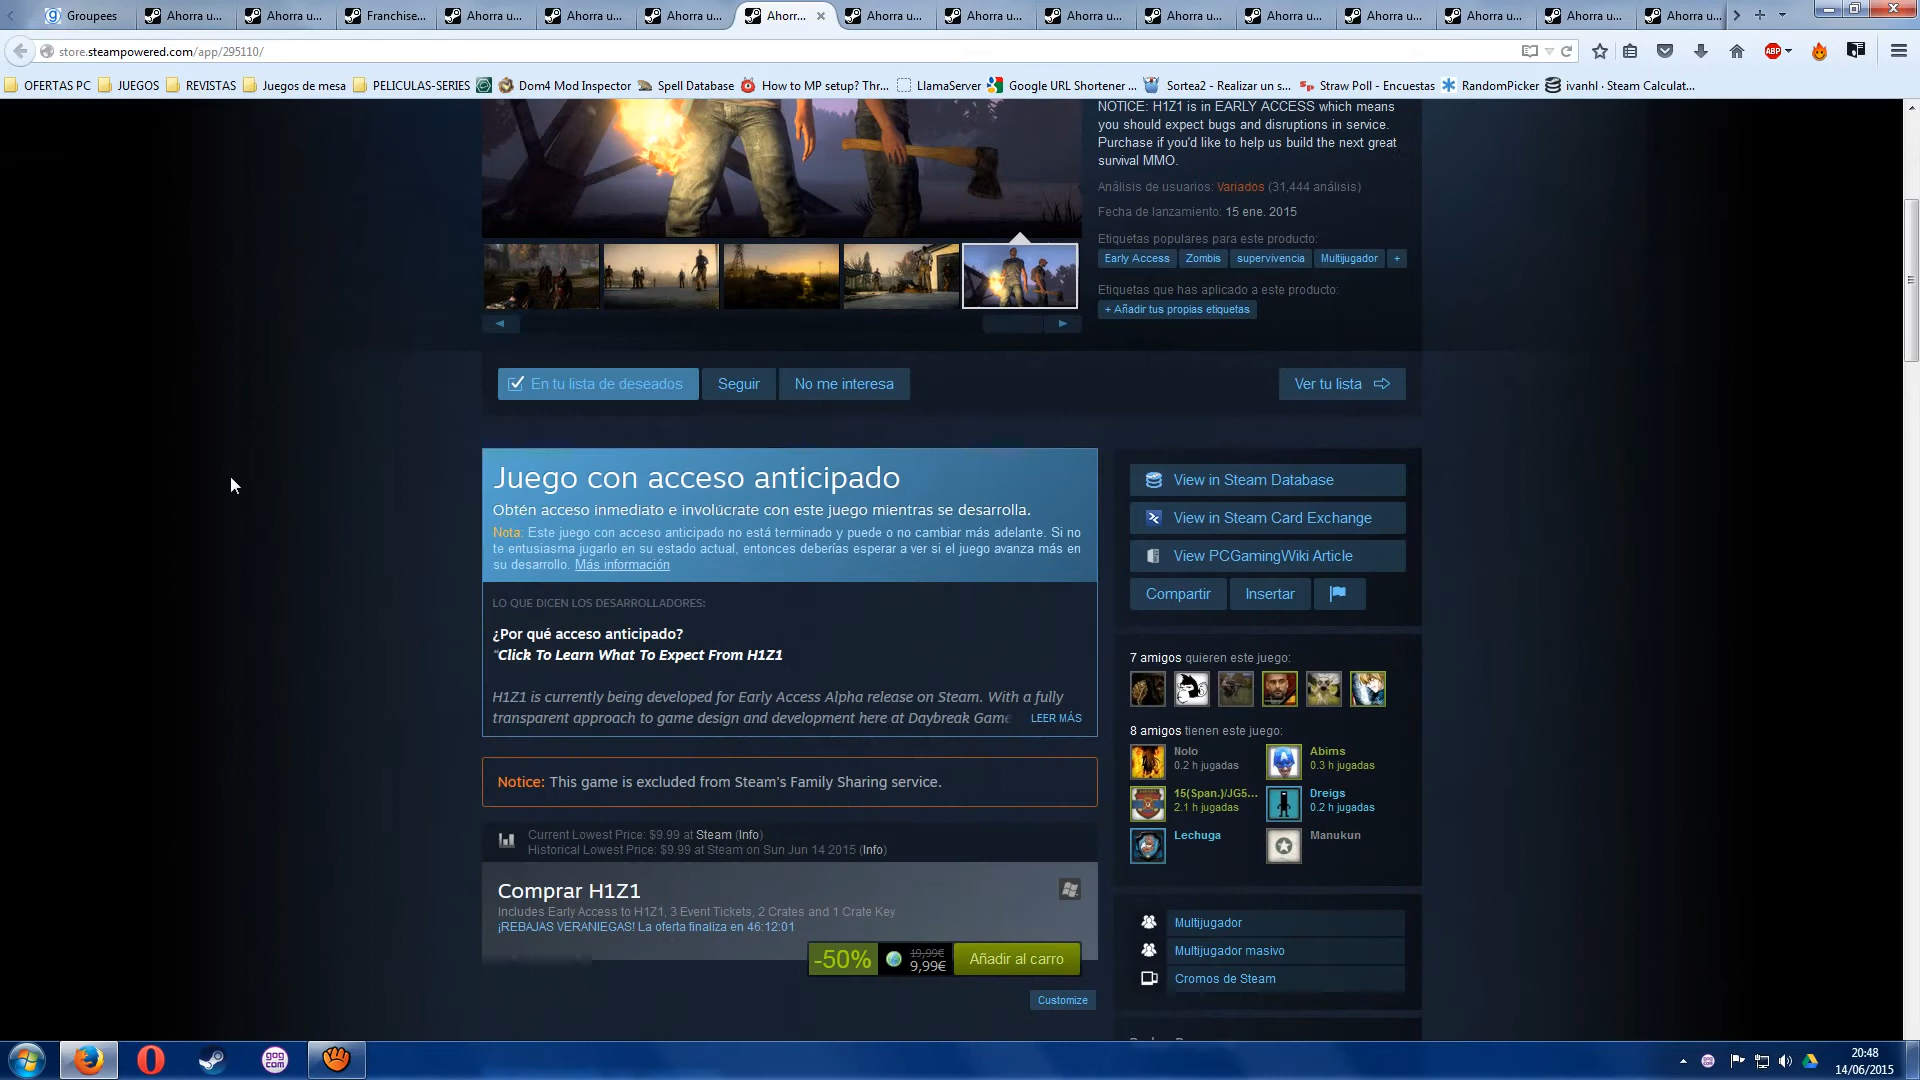 Groupees
Ahorra u...
Ahorra u...
Franchise...
Ahorra u...
Ahorra u...
Ahorra u...
Ahorr...
Ahorra u...
Ahorra u...
Ahorra u...
Ahorra u...
Ahorra u...
Ahorra u...
Ahorra u...
Ahorra u...
Ahorra u...
store.steampowered.com/app/295110/
ABP
OFERTAS PC
JUEGOS
REVISTAS
Juegos de mesa
PELICULAS-SERIES
Dom4 Mod Inspector
Spell Database
How to MP setup? Thr...
LlamaServer
Google URL Shortener ...
Sortea2 - Realizar un s...
Straw Poll - Encuestas
RandomPicker
ivanhl · Steam Calculat...
NOTICE: H1Z1 is in EARLY ACCESS which means
you should expect bugs and disruptions in service.
Purchase if you'd like to help us build the next great
survival MMO.
Análisis de usuarios: Variados (31,444 análisis)
Fecha de lanzamiento: 15 ene. 2015
Etiquetas populares para este producto:
Early Access Zombis supervivencia Multijugador +
Etiquetas que has aplicado a este producto:
+ Añadir tus propias etiquetas
En tu lista de deseados
Seguir
No me interesa
Ver tu lista
Juego con acceso anticipado
Obtén acceso inmediato e involúcrate con este juego mientras se desarrolla.
Nota: Este juego con acceso anticipado no está terminado y puede o no cambiar más adelante. Si no
te entusiasma jugarlo en su estado actual, entonces deberías esperar a ver si el juego avanza más en
su desarrollo. Más información
LO QUE DICEN LOS DESARROLLADORES:
¿Por qué acceso anticipado?
"Click To Learn What To Expect From H1Z1
H1Z1 is currently being developed for Early Access Alpha release on Steam. With a fully
transparent approach to game design and development here at Daybreak Game
LEER MÁS
Notice: This game is excluded from Steam's Family Sharing service.
Current Lowest Price: $9.99 at Steam (Info)
Historical Lowest Price: $9.99 at Steam on Sun Jun 14 2015 (Info)
Comprar H1Z1
Includes Early Access to H1Z1, 3 Event Tickets, 2 Crates and 1 Crate Key
¡REBAJAS VERANIEGAS! La oferta finaliza en 46:12:01
-50%
19,99€
9,99€
Añadir al carro
Customize
View in Steam Database
View in Steam Card Exchange
View PCGamingWiki Article
Compartir
Insertar
7 amigos quieren este juego:
8 amigos tienen este juego:
Nolo
0.2 h jugadas
Abims
0.3 h jugadas
15(Span.)/JG5...
2.1 h jugadas
Dreigs
0.2 h jugadas
Lechuga
Manukun
Multijugador
Multijugador masivo
Cromos de Steam
gog
com
20:48
14/06/2015